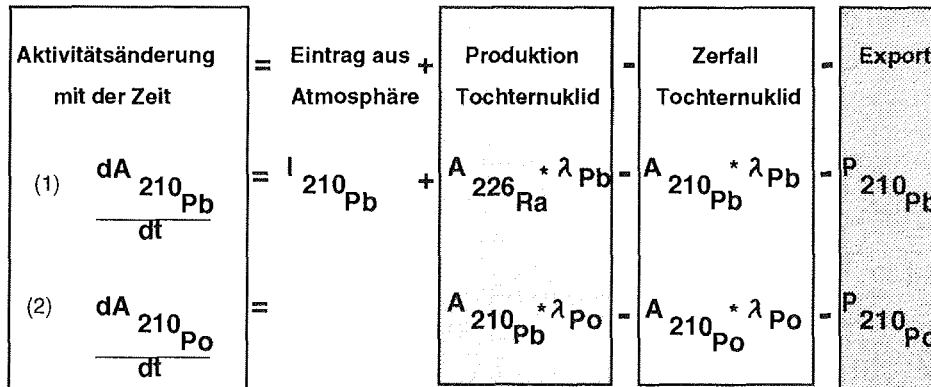 Aktivitätsänderung = Eintrag aus + Produktion - Zerfall - Export
mit der Zeit Atmosphäre Tochternuklid Tochternuklid
(1) dA 210Pb = I 210Pb + A 226Ra * λ Pb - A 210Pb * λ Pb - P 210Pb
dt
(2) dA 210Po = A 210Pb * λ Po - A 210Po * λ Po - P 210Po
dt